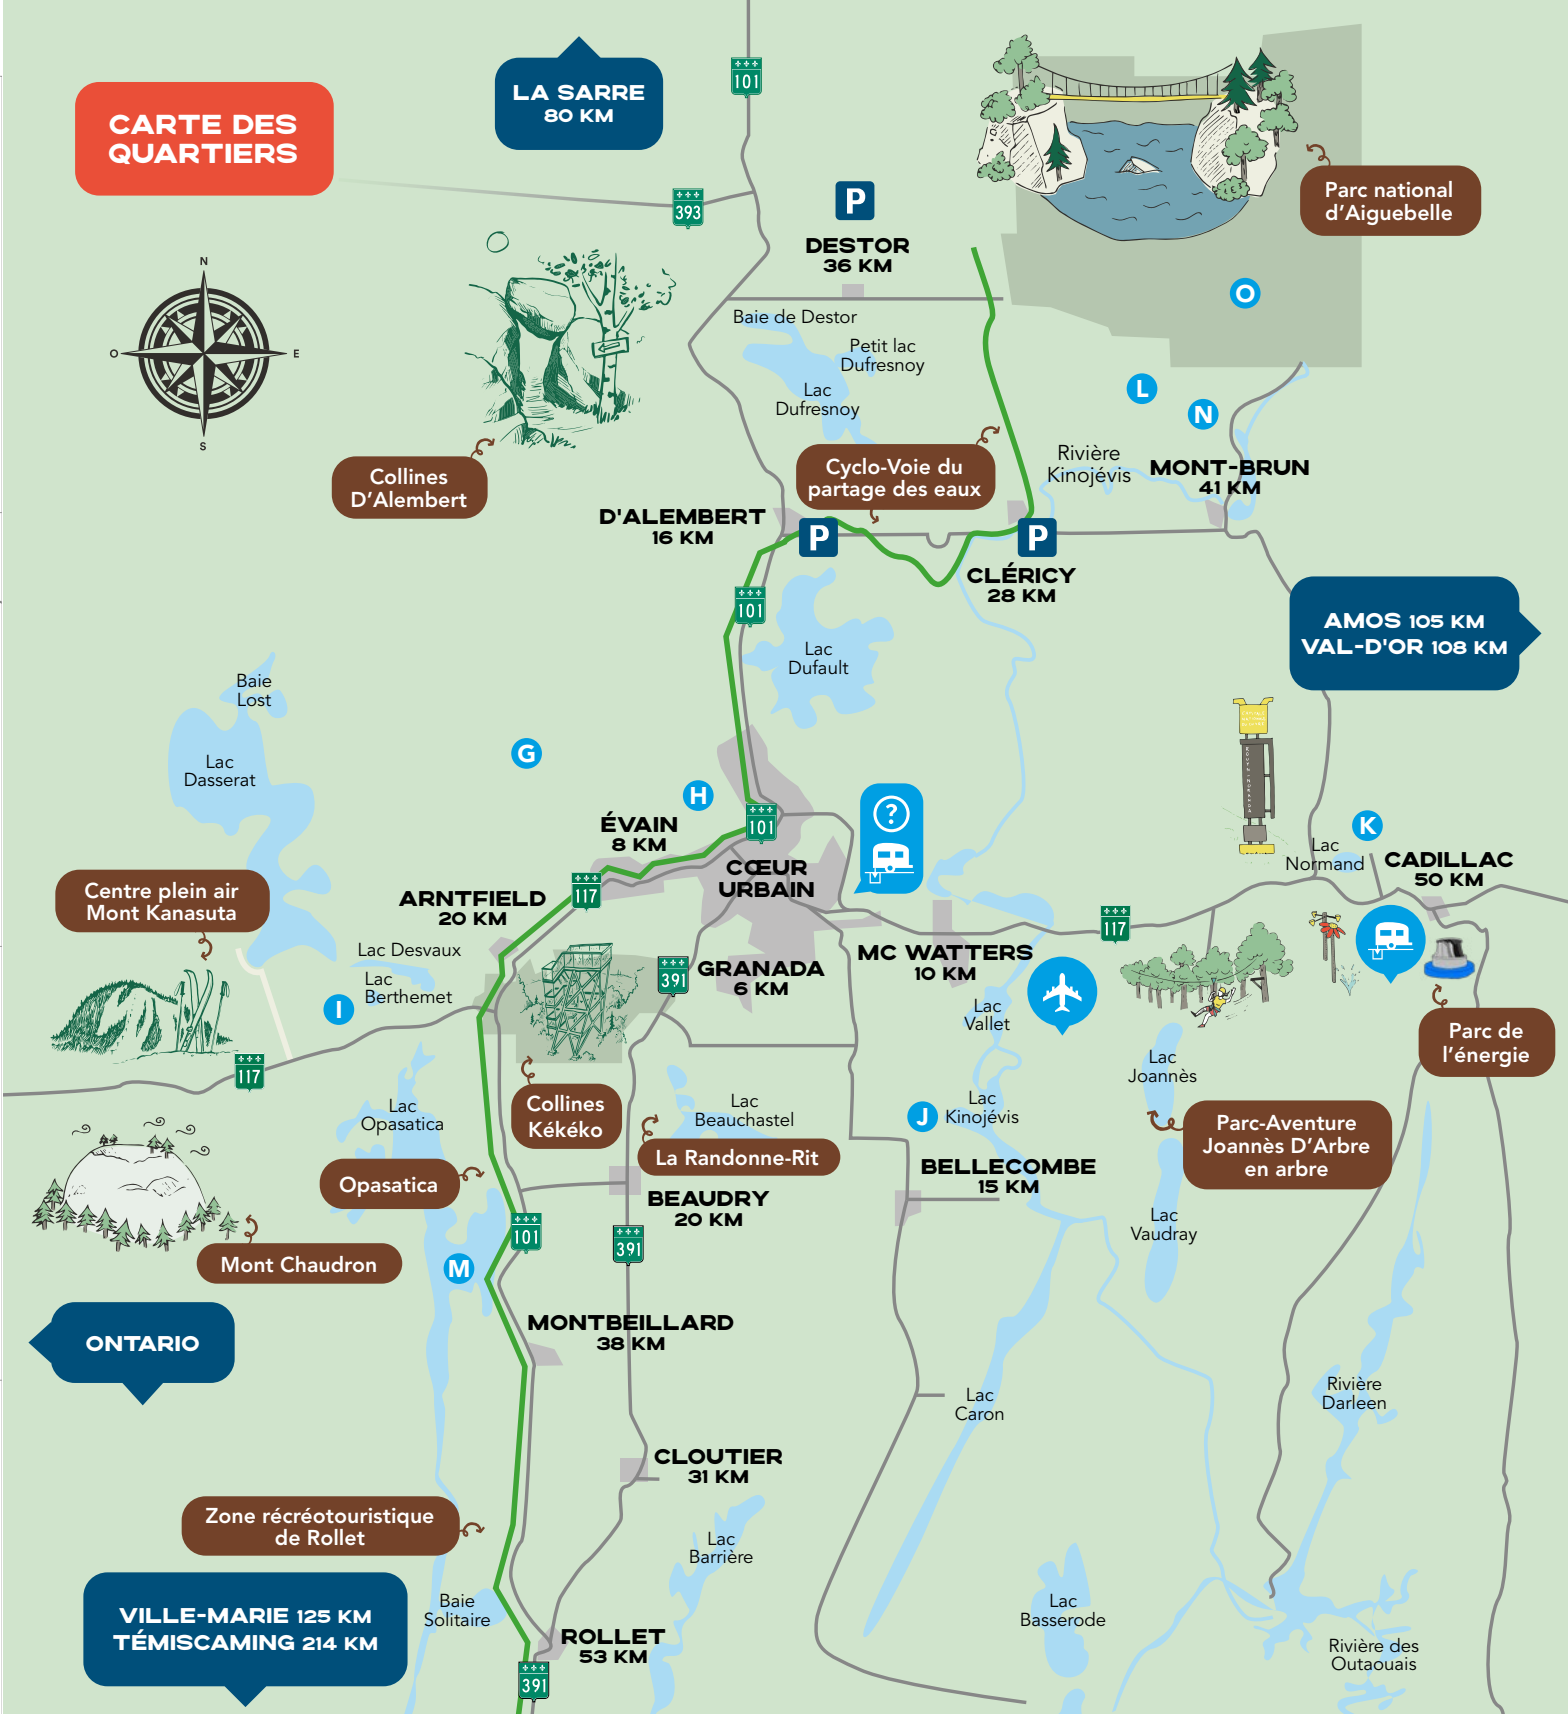 CARTE DES
QUARTIERS
LA SARRE
80 KM
101
393
P
DESTOR
36 KM
Parc national
d'Aiguebelle
O
N
O
E
S
Baie de Destor
Petit lac
Dufresnoy
Lac
Dufresnoy
L
N
Collines
D'Alembert
Cyclo-Voie du
partage des eaux
Rivière
Kinojévis
MONT-BRUN
41 KM
D'ALEMBERT
16 KM
P
P
CLÉRICY
28 KM
101
AMOS 105 KM
VAL-D'OR 108 KM
Lac
Dufault
Baie
Lost
Lac
Dasserat
G
H
ÉVAIN
8 KM
101
?
K
Lac
Normand
CADILLAC
50 KM
CŒUR
URBAIN
Centre plein air
Mont Kanasuta
ARNTFIELD
20 KM
117
117
MC WATTERS
10 KM
Lac Desvaux
Lac
Berthemet
I
391
GRANADA
6 KM
Lac
Vallet
Parc de
l'énergie
117
Lac
Joannès
Lac
Opasatica
Collines
Kékéko
Lac
Beauchastel
J
Lac
Kinojévis
Parc-Aventure
Joannès D'Arbre
en arbre
La Randonne-Rit
Opasatica
BEAUDRY
20 KM
BELLECOMBE
15 KM
Lac
Vaudray
101
391
Mont Chaudron
M
ONTARIO
MONTBEILLARD
38 KM
Lac
Caron
Rivière
Darleen
CLOUTIER
31 KM
Zone récréotouristique
de Rollet
Lac
Barrière
VILLE-MARIE 125 KM
TÉMISCAMING 214 KM
Baie
Solitaire
Lac
Basserode
ROLLET
53 KM
Rivière des
Outaouais
391